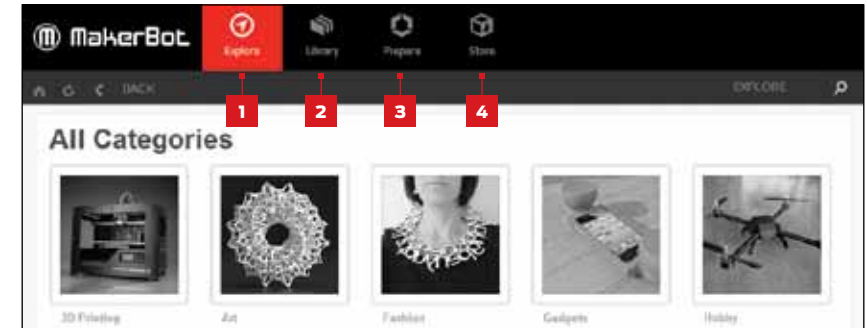 MakerBot
Explore Library Prepare Store
BACK EXPLORE
1 2 3 4
All Categories
3D Printing Art Fashion Gadgets Hobby